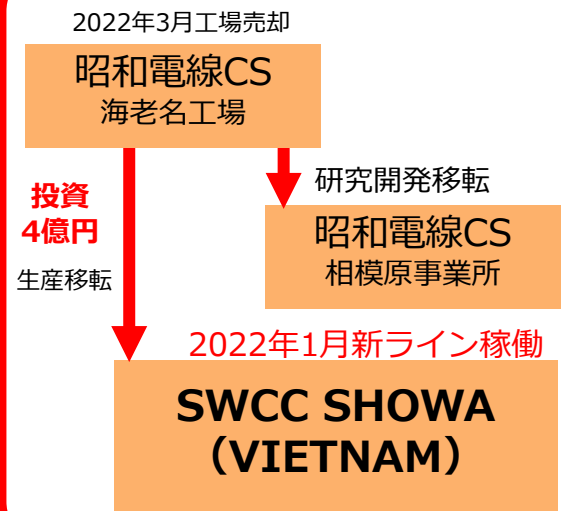 2022年3月工場売却
昭和電線CS
海老名工場
研究開発移転
投資
4億円
昭和電線CS
相模原事業所
生産移転
2022年1月新ライン稼働
SWCC SHOWA
（VIETNAM）